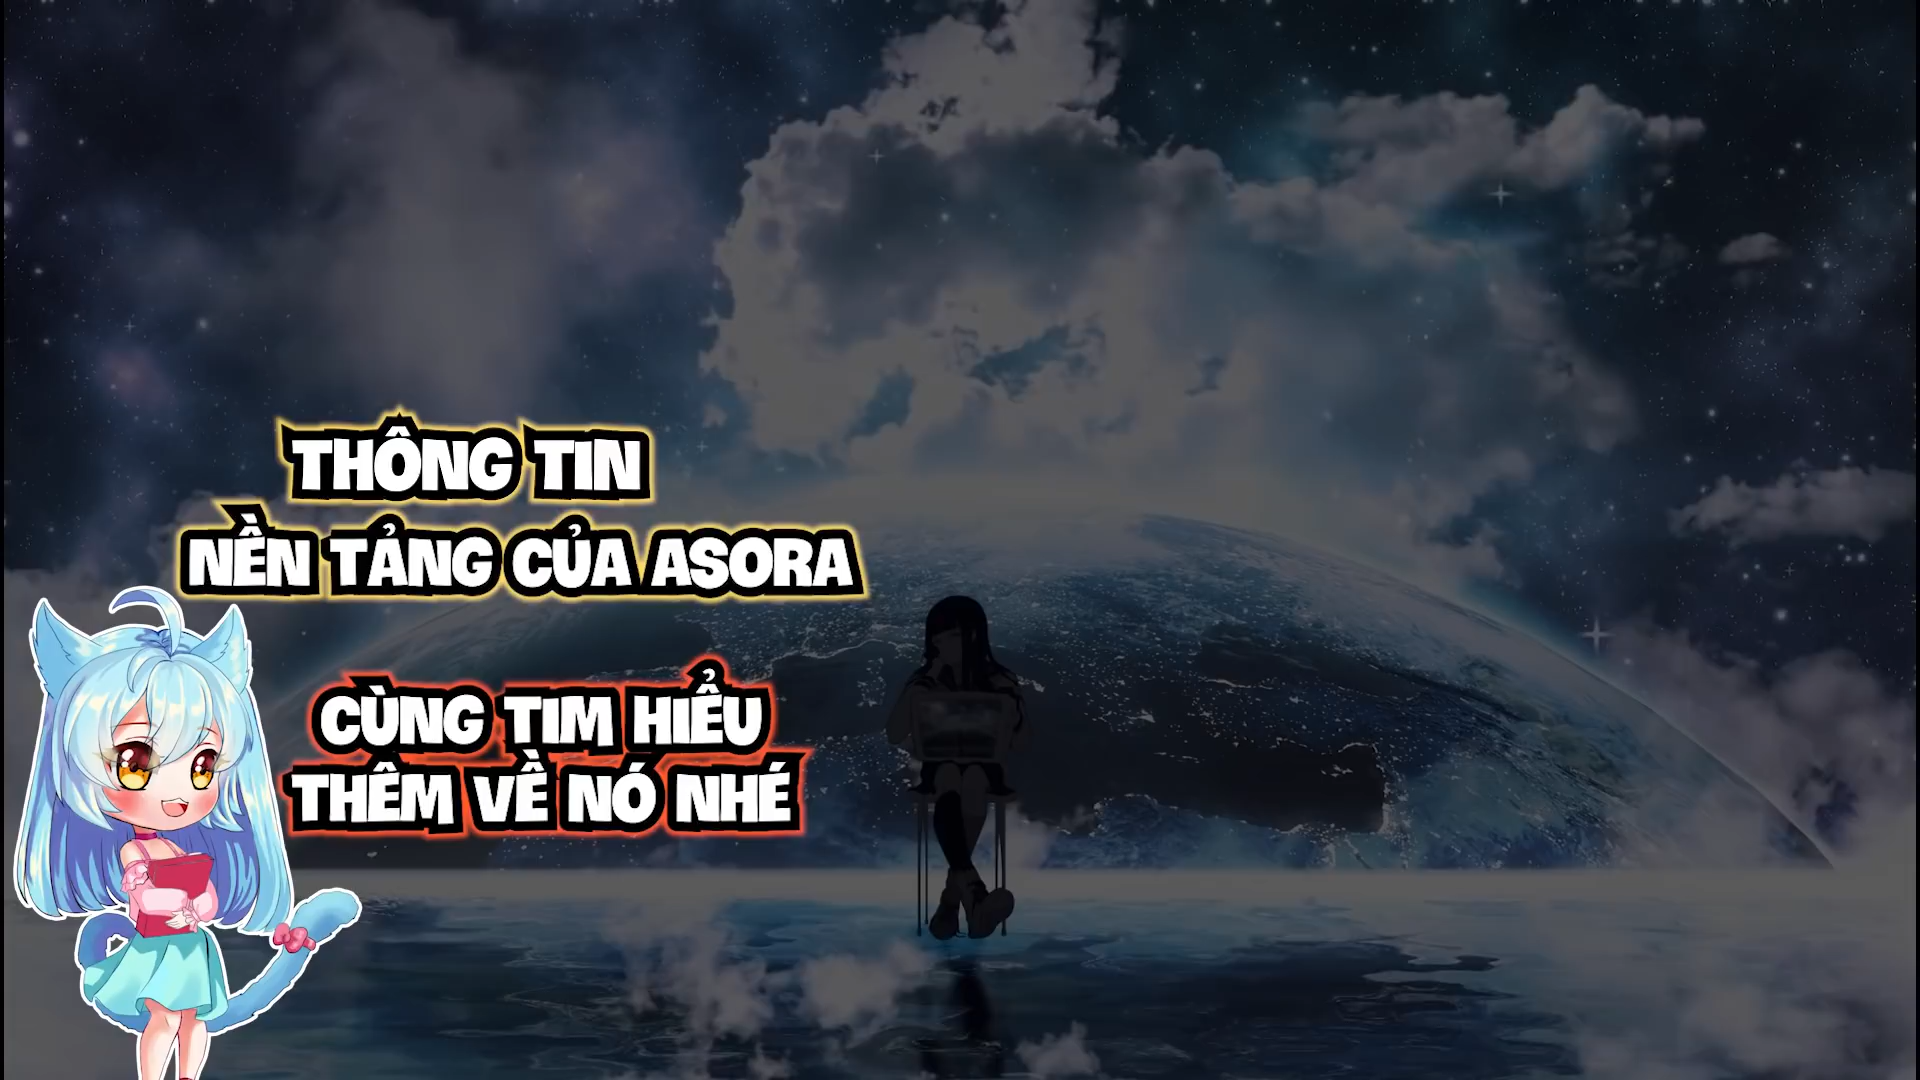 THÔNG TIN
NỀN TẢNG CỦA ASORA
CÙNG TIM HIỂU
THÊM VỀ NÓ NHÉ